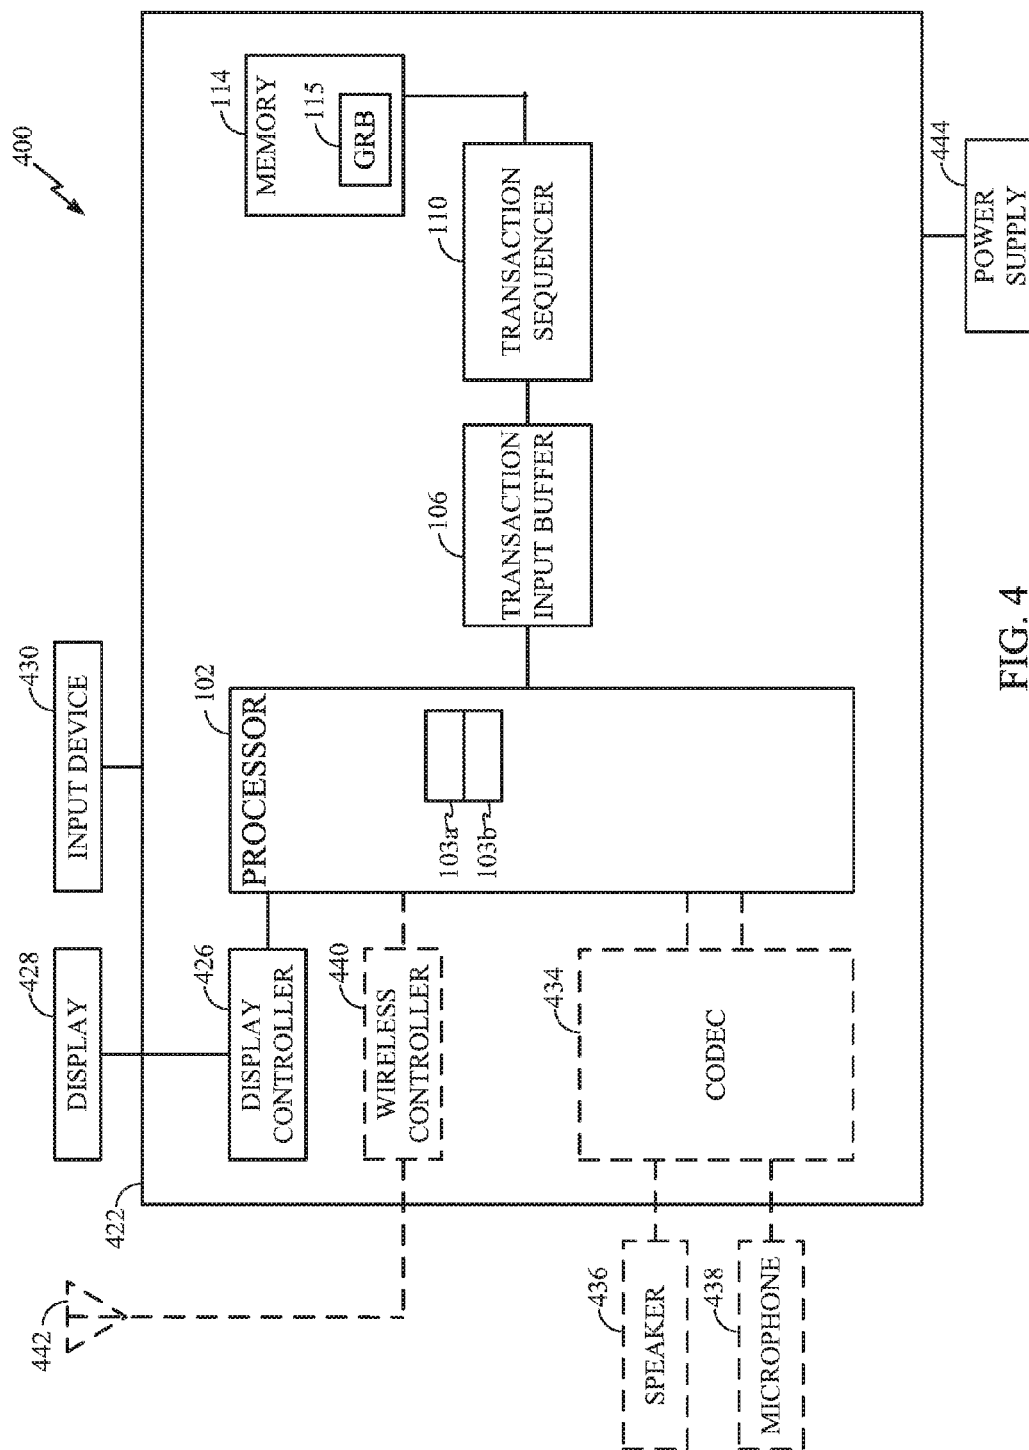 400
442
422
428
DISPLAY
430
INPUT DEVICE
426
DISPLAY
CONTROLLER
440
WIRELESS
CONTROLLER
434
CODEC
436
SPEAKER
438
MICROPHONE
102
PROCESSOR
103a
103b
106
TRANSACTION
INPUT BUFFER
110
TRANSACTION
SEQUENCER
114
MEMORY
115
GRB
444
POWER
SUPPLY
FIG. 4